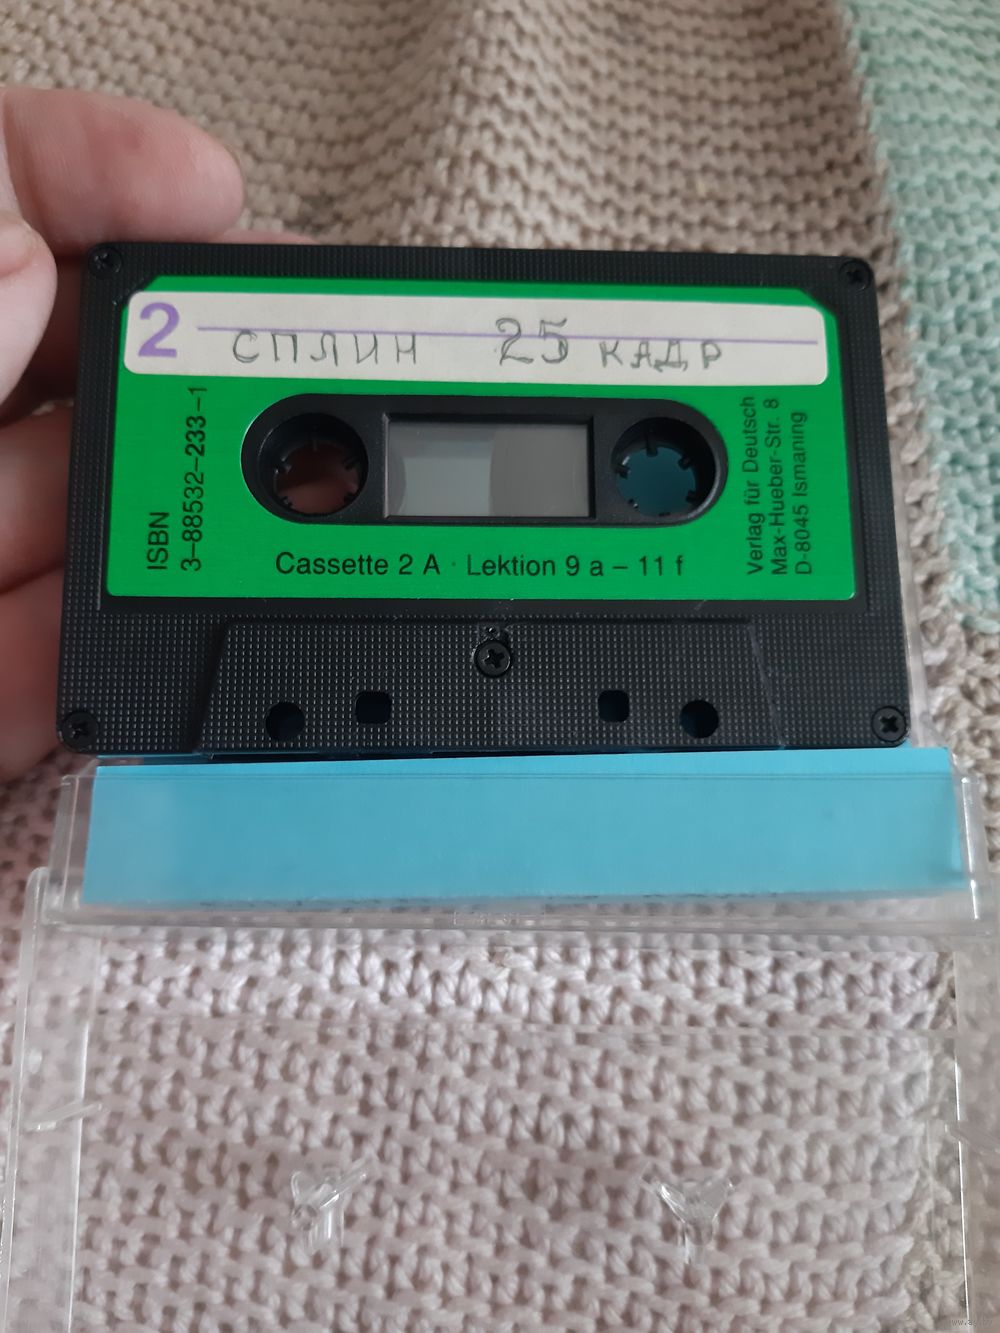 2 СПЛИН 25 КАДР
ISBN
3–88532–233–1
Verlag für Deutsch
Max-Hueber-Str. 8
D-8045 Ismaning
Cassette 2 A · Lektion 9 a – 11 f